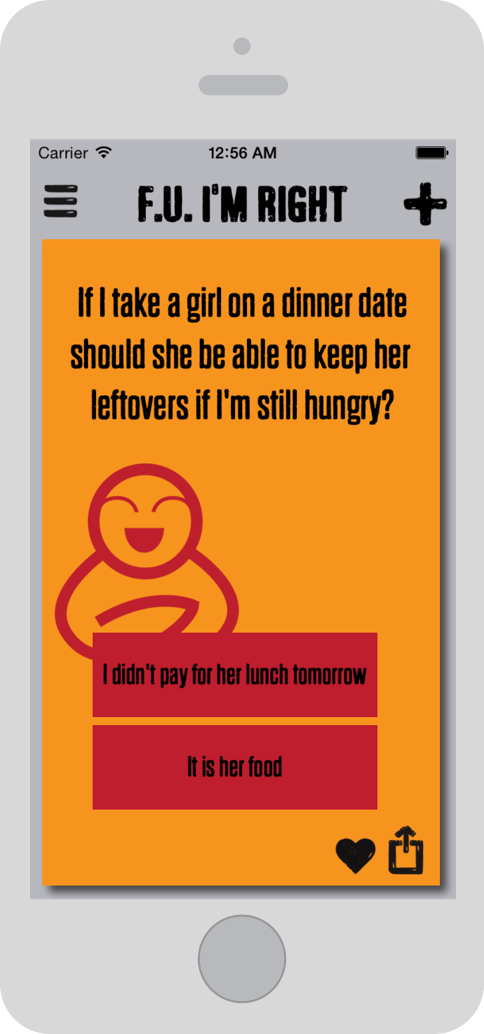 Carrier 12:56 AM
F.U. I'M RIGHT
If I take a girl on a dinner date
should she be able to keep her
leftovers if I'm still hungry?
I didn't pay for her lunch tomorrow
It is her food